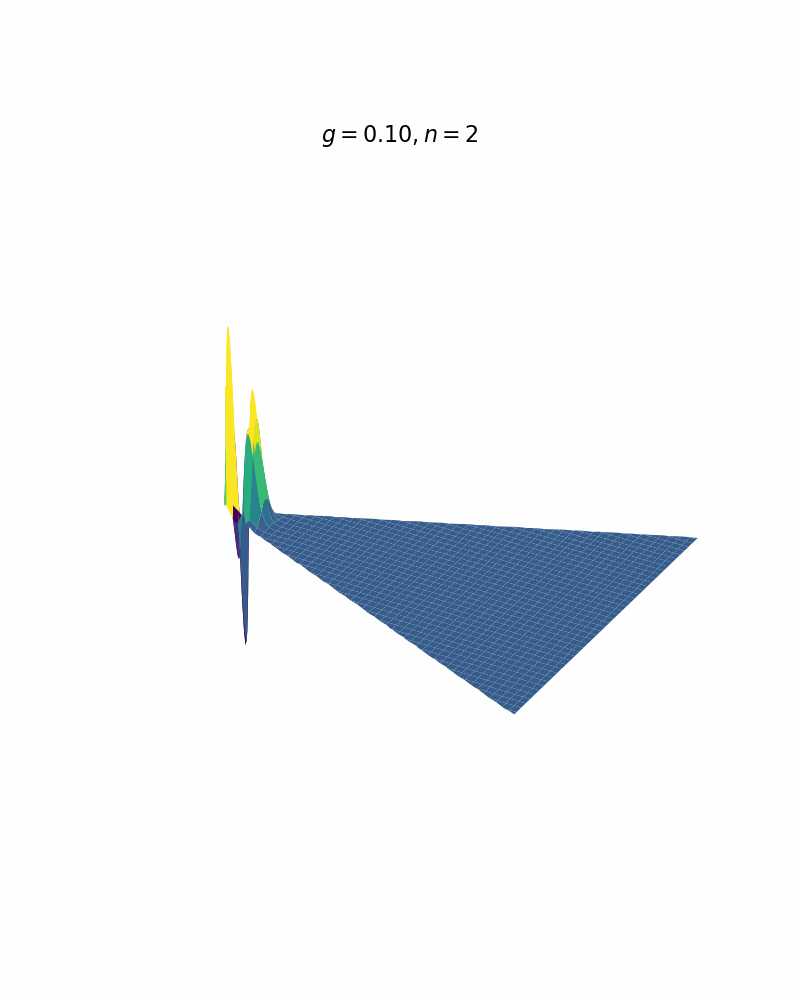 g = 0.10, n = 2